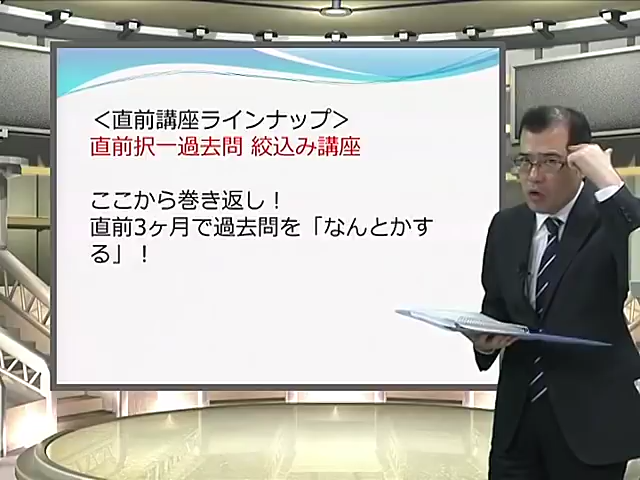 ＜直前講座ラインナップ＞
直前択一過去問 絞込み講座
ここから巻き返し！
直前3ヶ月で過去問を「なんとかす
る」！